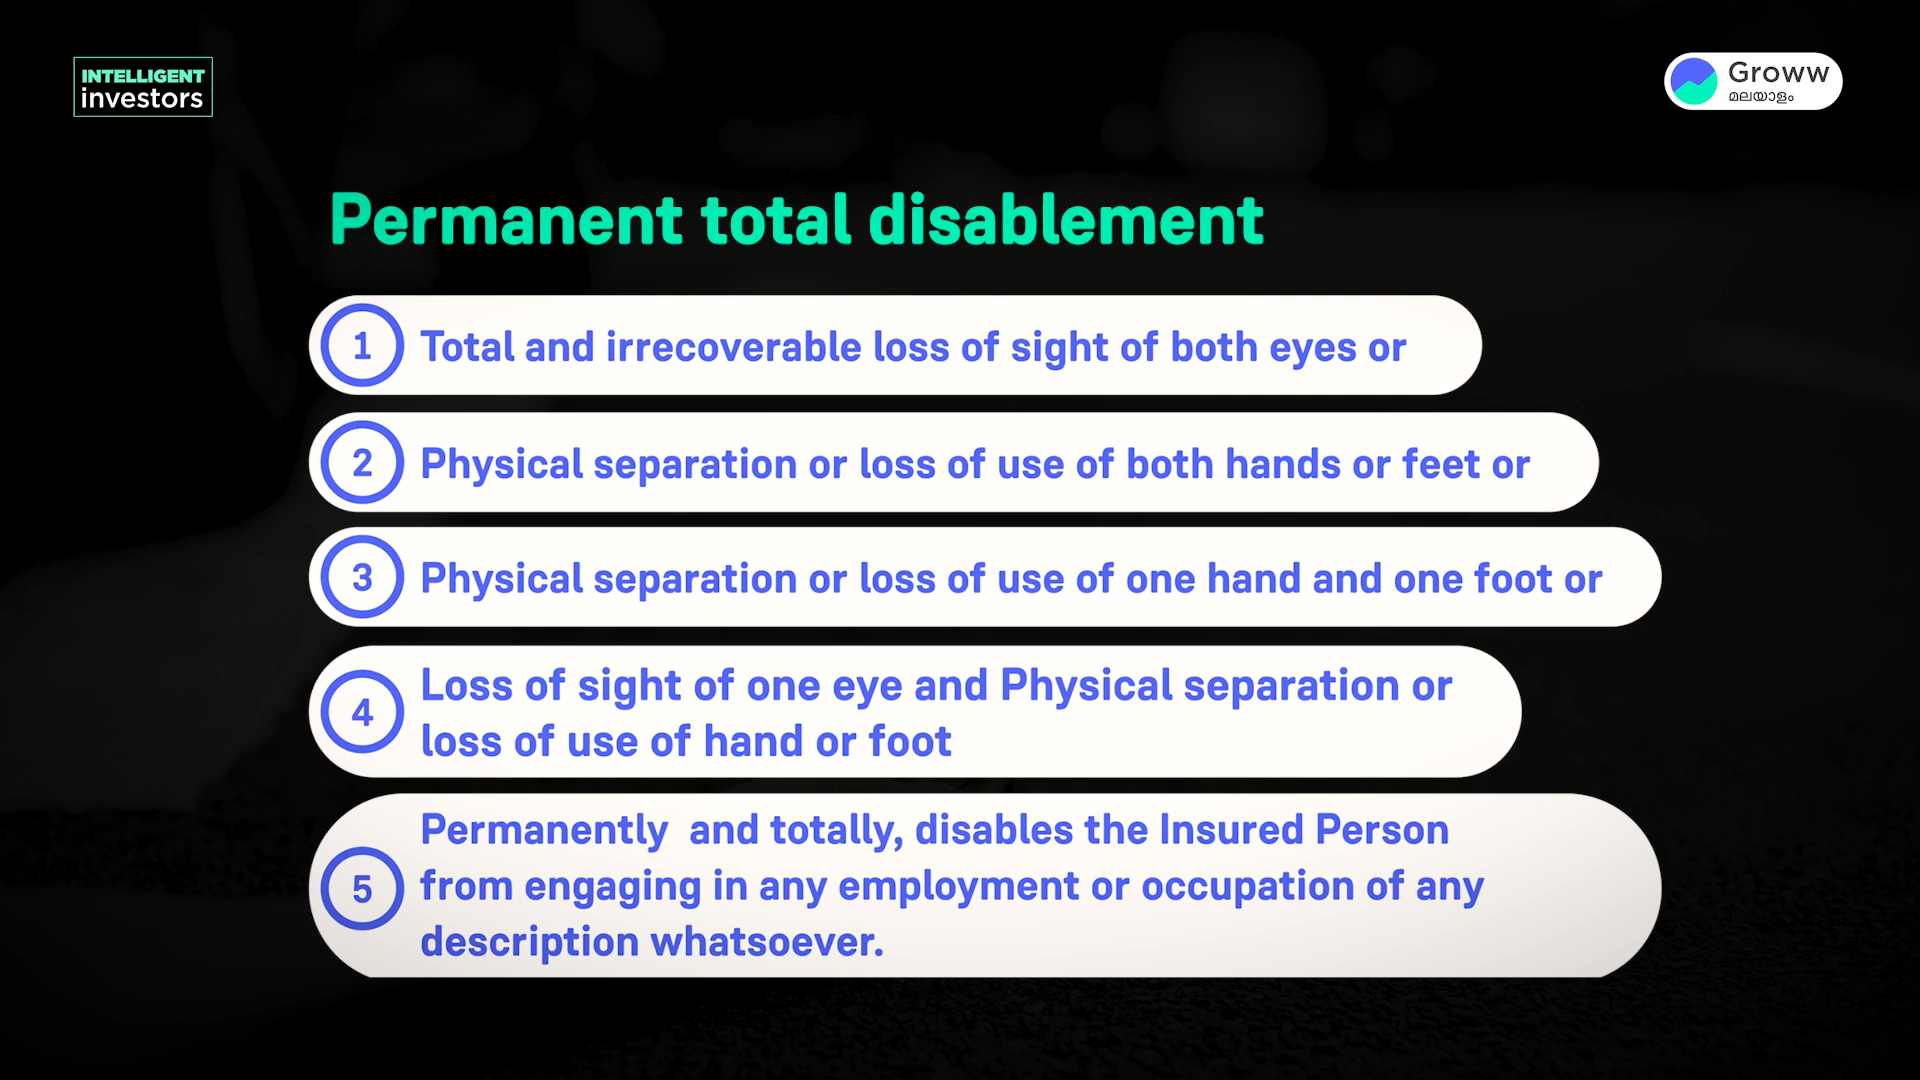 INTELLIGENT
investors
Groww
മലയാളം
Permanent total disablement
1 Total and irrecoverable loss of sight of both eyes or
2 Physical separation or loss of use of both hands or feet or
3 Physical separation or loss of use of one hand and one foot or
4 Loss of sight of one eye and Physical separation or
loss of use of hand or foot
5 Permanently  and totally, disables the Insured Person
from engaging in any employment or occupation of any
description whatsoever.